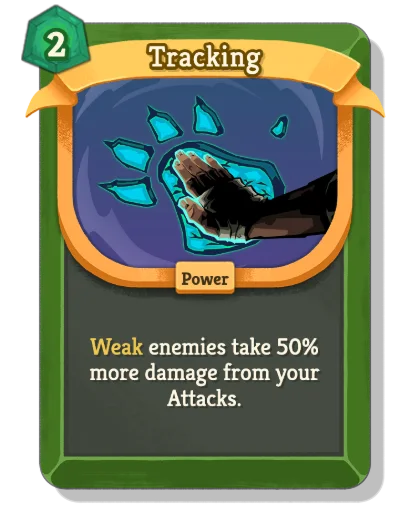 2
Tracking
Power
Weak enemies take 50%
more damage from your
Attacks.